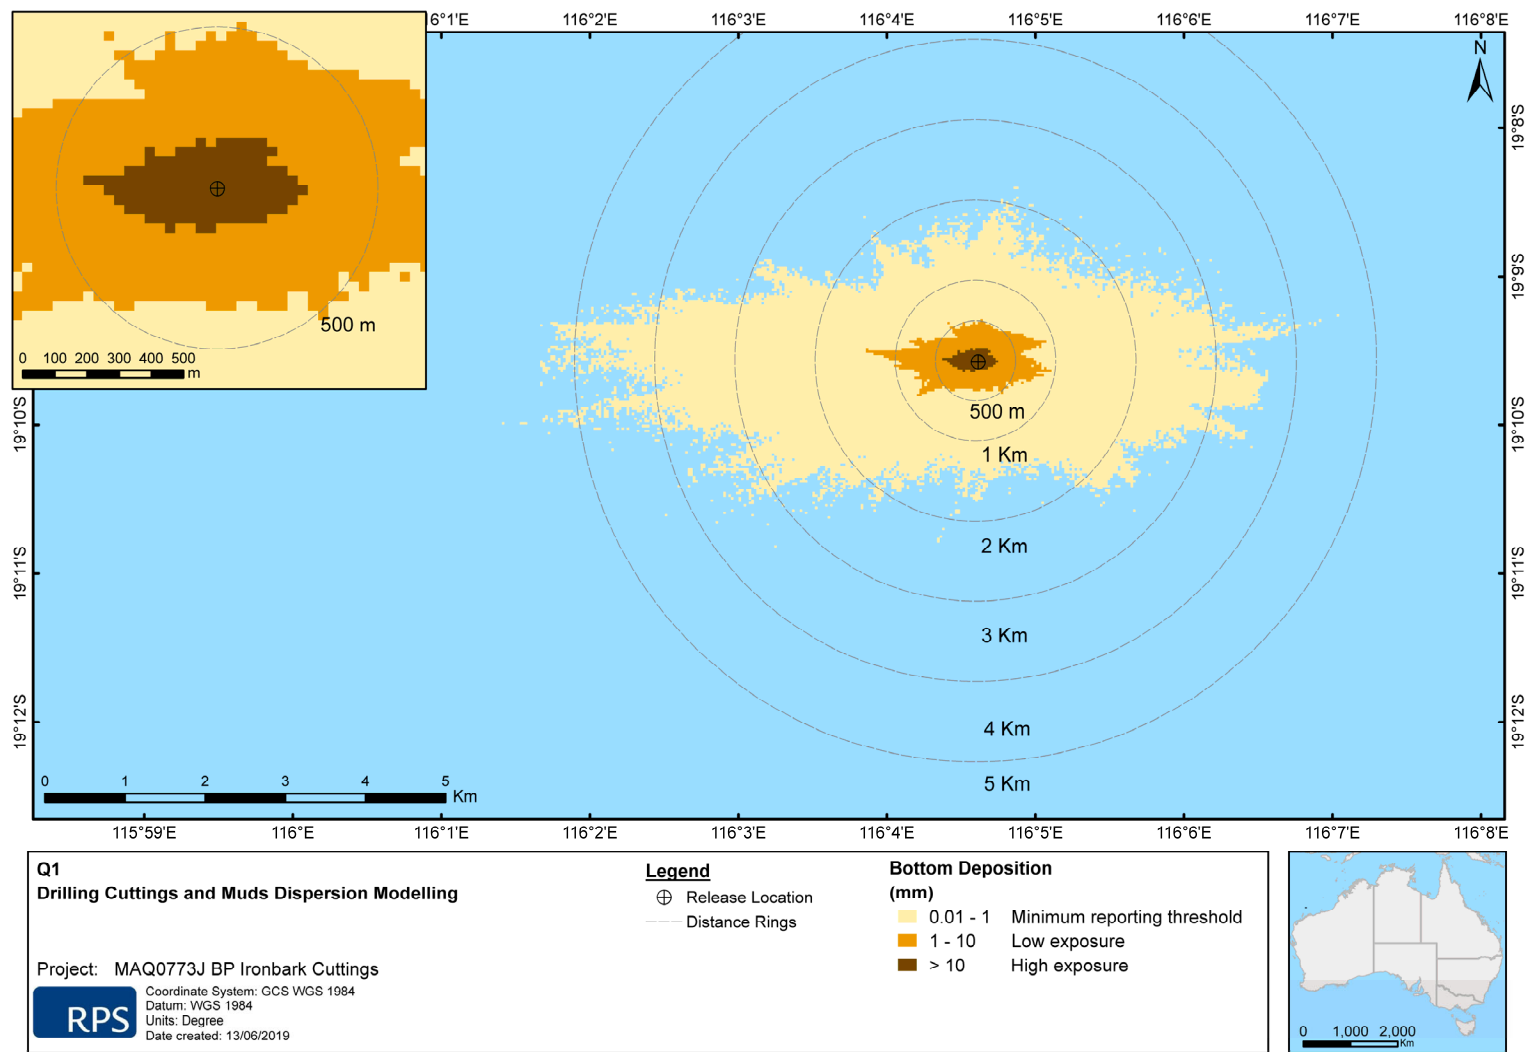 116°1'E 116°2'E 116°3'E 116°4'E 116°5'E 116°6'E 116°7'E 116°8'E
N
500 m
0 100 200 300 400 500
m
19°8'S 19°8'S
19°9'S 19°9'S
19°10'S 19°10'S
19°11'S 19°11'S
19°12'S 19°12'S
500 m
1 Km
2 Km
3 Km
4 Km
5 Km
0 1 2 3 4 5
Km
115°59'E 116°0'E 116°1'E 116°2'E 116°3'E 116°4'E 116°5'E 116°6'E 116°7'E 116°8'E
Q1
Drilling Cuttings and Muds Dispersion Modelling
Project: MAQ0773J BP Ironbark Cuttings
RPS
Coordinate System: GCS WGS 1984
Datum: WGS 1984
Units: Degree
Date created: 13/06/2019
Legend
Release Location
Distance Rings
Bottom Deposition
(mm)
0.01 - 1 Minimum reporting threshold
1 - 10 Low exposure
> 10 High exposure
0 1,000 2,000
Km